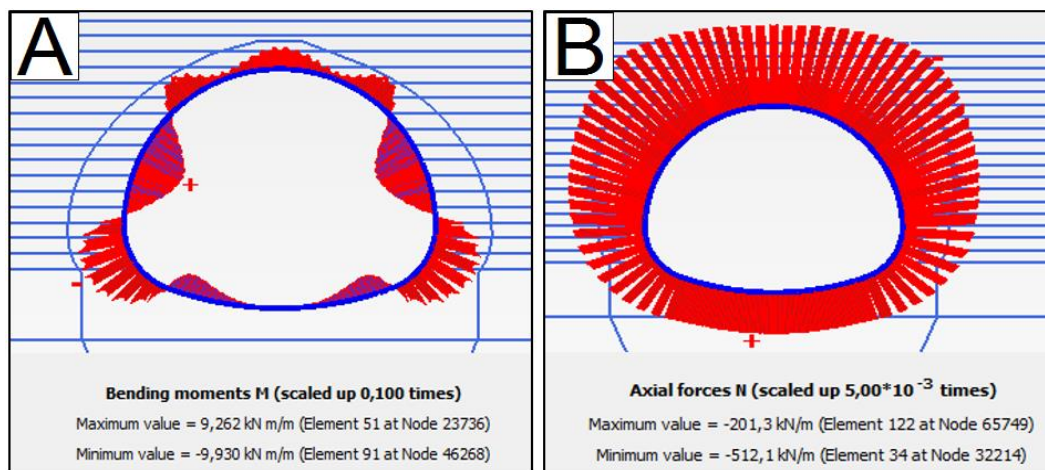 A
B
Bending moments M (scaled up 0,100 times)
Maximum value = 9,262 kN m/m (Element 51 at Node 23736)
Minimum value = -9,930 kN m/m (Element 91 at Node 46268)
Axial forces N (scaled up 5,00*10 -3 times)
Maximum value = -201,3 kN/m (Element 122 at Node 65749)
Minimum value = -512,1 kN/m (Element 34 at Node 32214)